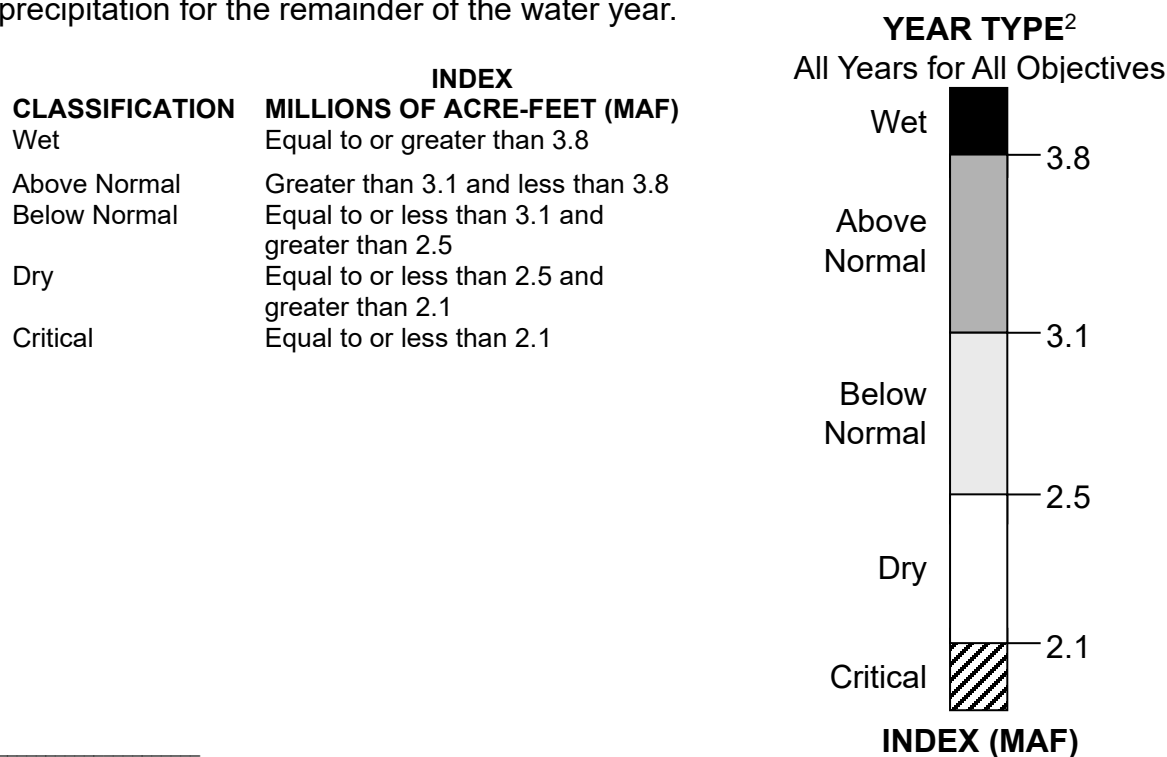 precipitation for the remainder of the water year.
INDEX
CLASSIFICATION MILLIONS OF ACRE-FEET (MAF)
Wet Equal to or greater than 3.8
Above Normal Greater than 3.1 and less than 3.8
Below Normal Equal to or less than 3.1 and
greater than 2.5
Dry Equal to or less than 2.5 and
greater than 2.1
Critical Equal to or less than 2.1
YEAR TYPE²
All Years for All Objectives
Wet
3.8
Above
Normal
3.1
Below
Normal
2.5
Dry
2.1
Critical
INDEX (MAF)